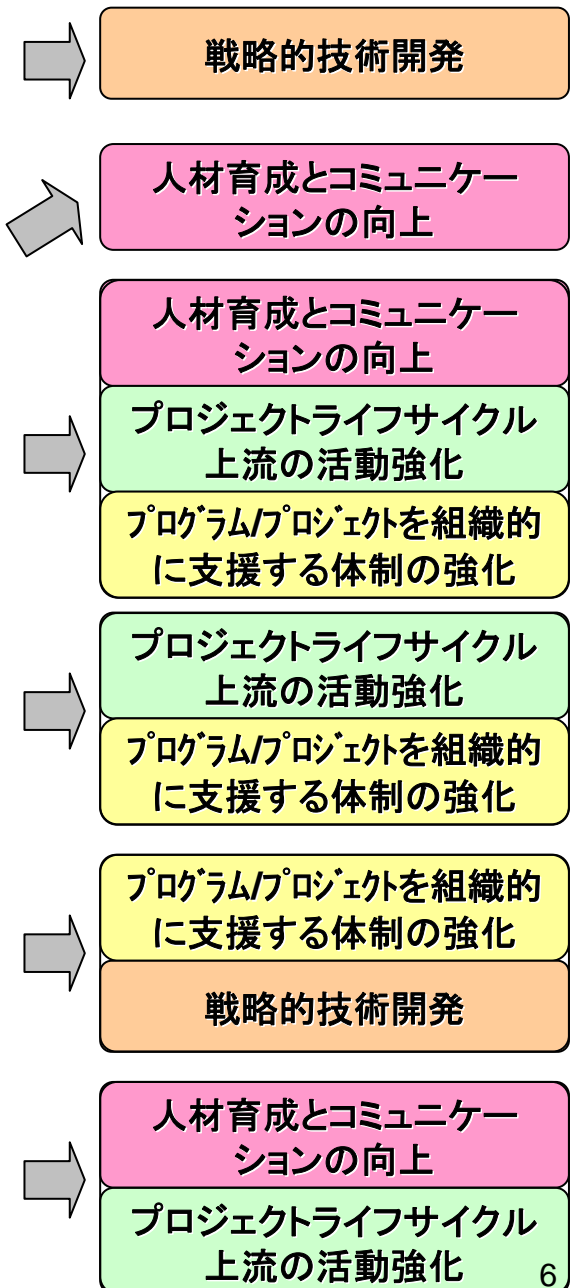 戦略的技術開発
人材育成とコミュニケー
ションの向上
人材育成とコミュニケー
ションの向上
プロジェクトライフサイクル
上流の活動強化
プログラム/プロジェクトを組織的
に支援する体制の強化
プロジェクトライフサイクル
上流の活動強化
プログラム/プロジェクトを組織的
に支援する体制の強化
プログラム/プロジェクトを組織的
に支援する体制の強化
戦略的技術開発
人材育成とコミュニケー
ションの向上
プロジェクトライフサイクル
上流の活動強化
6